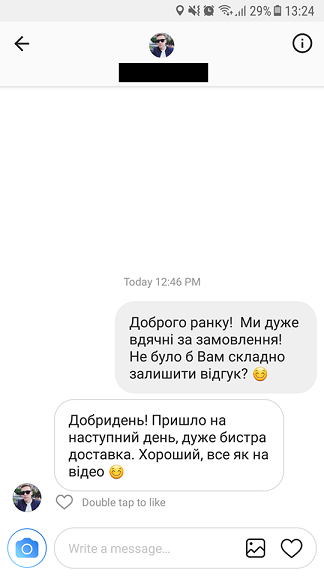 29% 13:24
Today 12:46 PM
Доброго ранку!  Ми дуже
вдячні за замовлення!
Не було б Вам складно
залишити відгук? 😊
Добридень! Пришло на
наступний день, дуже бистра
доставка. Хороший, все як на
відео 😊
Double tap to like
Write a message...